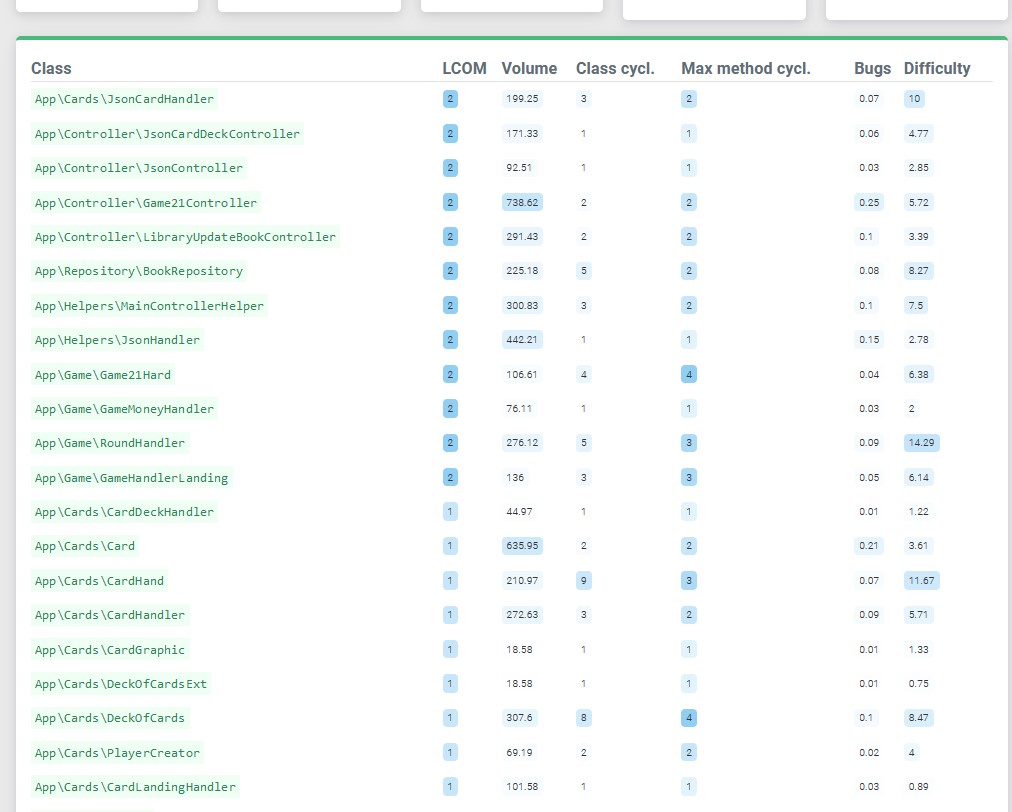 Class LCOM Volume Class cycl. Max method cycl. Bugs Difficulty
App\Cards\JsonCardHandler 2 199.25 3 2 0.07 10
App\Controller\JsonCardDeckController 2 171.33 1 1 0.06 4.77
App\Controller\JsonController 2 92.51 1 1 0.03 2.85
App\Controller\Game21Controller 2 738.62 2 2 0.25 5.72
App\Controller\LibraryUpdateBookController 2 291.43 2 2 0.1 3.39
App\Repository\BookRepository 2 225.18 5 2 0.08 8.27
App\Helpers\MainControllerHelper 2 300.83 3 2 0.1 7.5
App\Helpers\JsonHandler 2 442.21 1 1 0.15 2.78
App\Game\Game21Hard 2 106.61 4 4 0.04 6.38
App\Game\GameMoneyHandler 2 76.11 1 1 0.03 2
App\Game\RoundHandler 2 276.12 5 3 0.09 14.29
App\Game\GameHandlerLanding 2 136 3 3 0.05 6.14
App\Cards\CardDeckHandler 1 44.97 1 1 0.01 1.22
App\Cards\Card 1 635.95 2 2 0.21 3.61
App\Cards\CardHand 1 210.97 9 3 0.07 11.67
App\Cards\CardHandler 1 272.63 3 2 0.09 5.71
App\Cards\CardGraphic 1 18.58 1 1 0.01 1.33
App\Cards\DeckOfCardsExt 1 18.58 1 1 0.01 0.75
App\Cards\DeckOfCards 1 307.6 8 4 0.1 8.47
App\Cards\PlayerCreator 1 69.19 2 2 0.02 4
App\Cards\CardLandingHandler 1 101.58 1 1 0.03 0.89